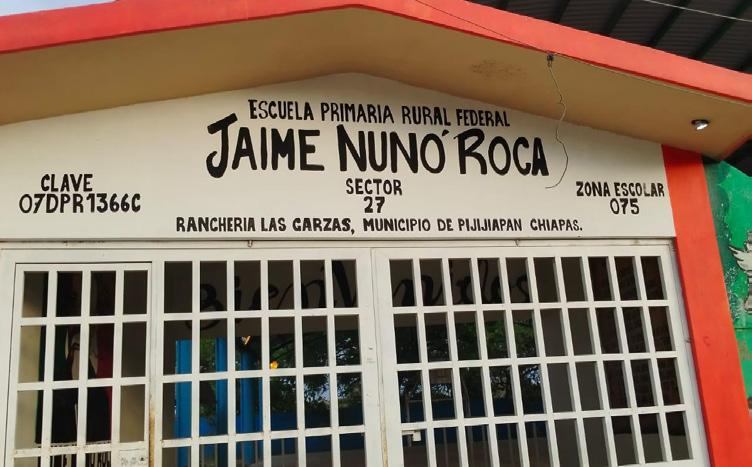 ESCUELA PRIMARIA RURAL FEDERAL
JAIME NUNÓ ROCA
CLAVE
07DPR1366C
SECTOR
27
ZONA ESCOLAR
075
RANCHERIA LAS GARZAS, MUNICIPIO DE PIJIJIAPAN CHIAPAS.
Bienvenidos